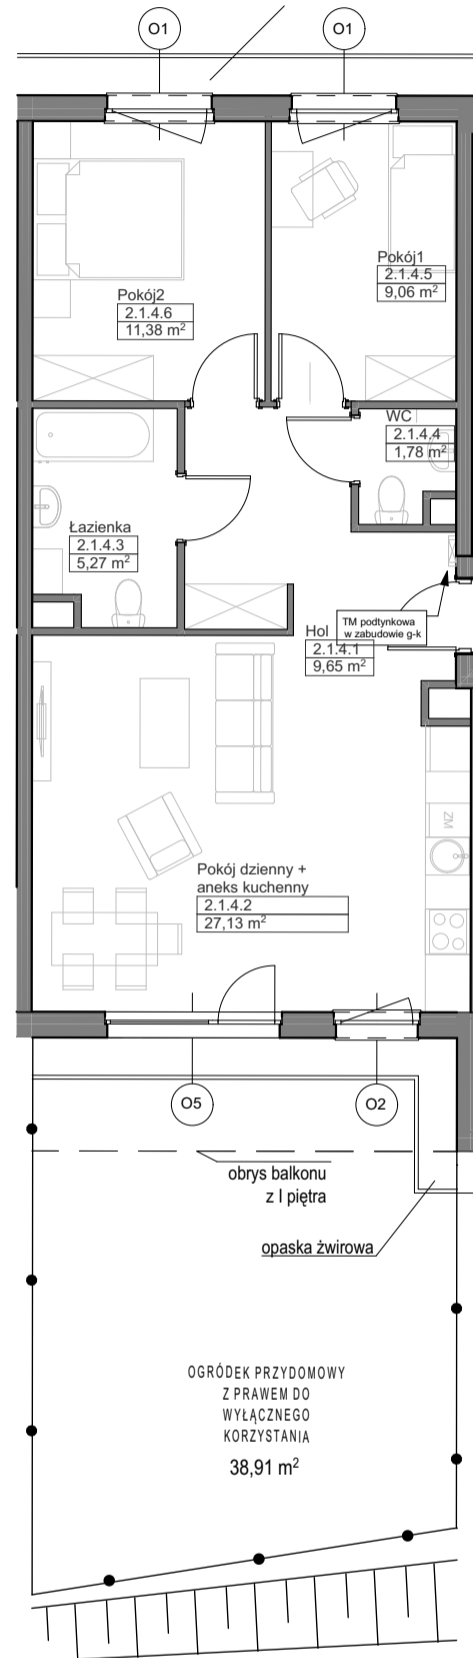 O1
O1
Pokój1
2.1.4.5
9,06 m²
Pokój2
2.1.4.6
11,38 m²
WC
2.1.4.4
1,78 m²
Łazienka
2.1.4.3
5,27 m²
TM podtynkowa
w zabudowie g-k
Hol
2.1.4.1
9,65 m²
ZM
Pokój dzienny +
aneks kuchenny
2.1.4.2
27,13 m²
O5
O2
obrys balkonu
z I piętra
opaska żwirowa
OGRÓDEK PRZYDOMOWY
Z PRAWEM DO
WYŁĄCZNEGO
KORZYSTANIA
38,91 m²